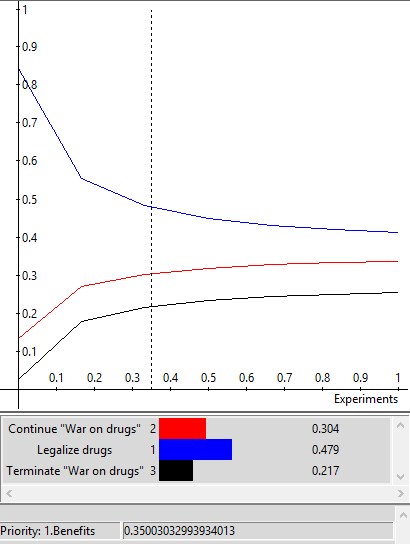 1
0.9
0.8
0.7
0.6
0.5
0.4
0.3
0.2
0.1
0.1 0.2 0.3 0.4 0.5 0.6 0.7 0.8 0.9 1
Experiments
Continue "War on drugs" 2 0.304
Legalize drugs 1 0.479
Terminate "War on drugs" 3 0.217
Priority: 1.Benefits 0.35003032993934013